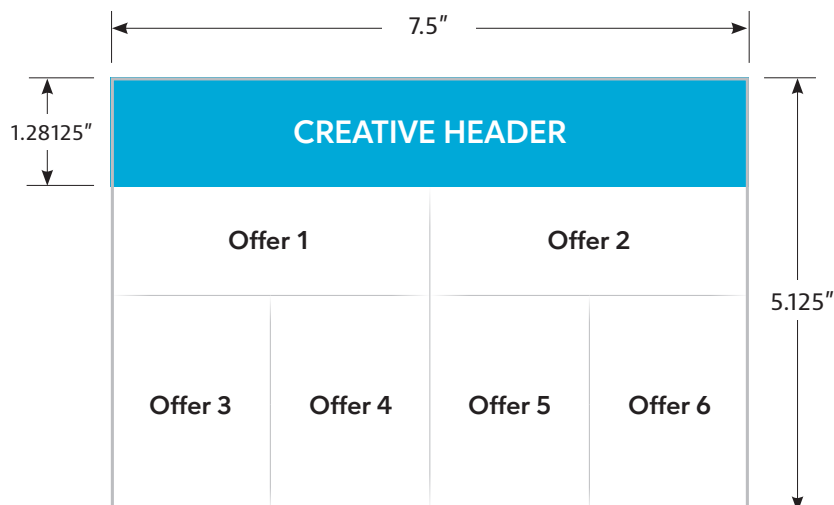 7.5″
1.28125″
CREATIVE HEADER
Offer 1
Offer 2
5.125″
Offer 3
Offer 4
Offer 5
Offer 6